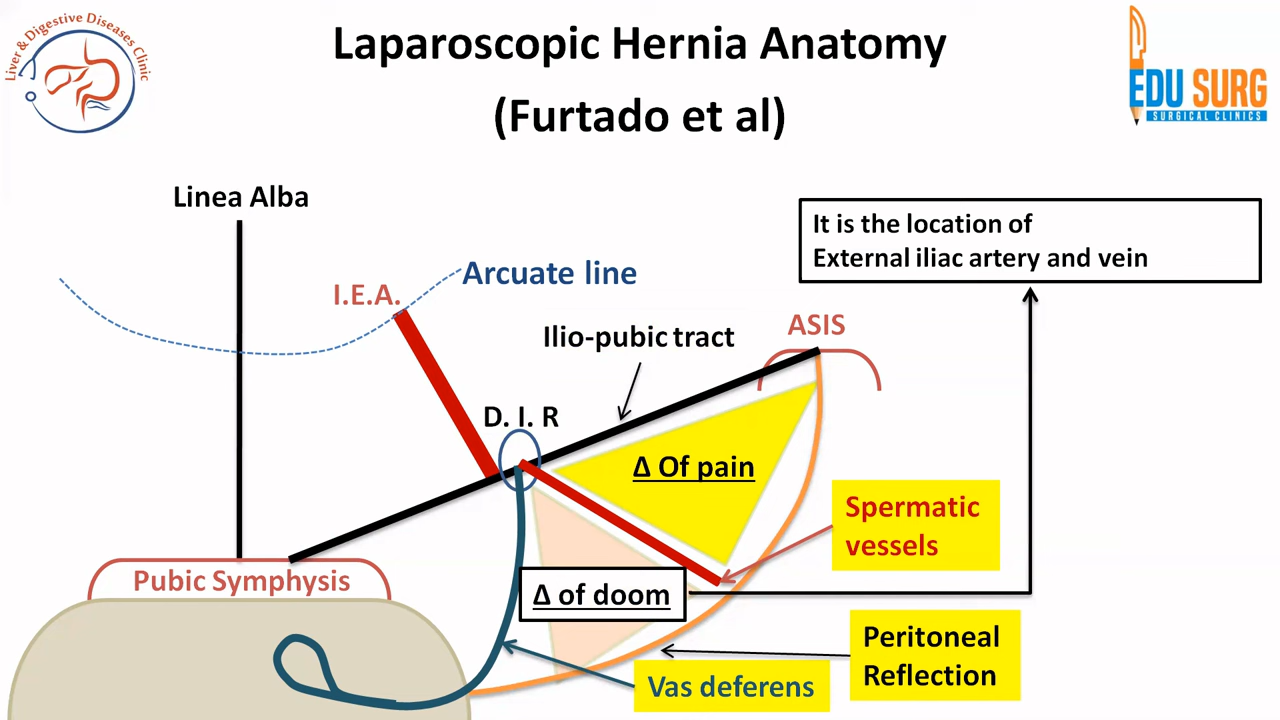 Liver & Digestive Diseases Clinic
Laparoscopic Hernia Anatomy
(Furtado et al)
EDU SURG
SURGICAL CLINICS
Linea Alba
It is the location of
External iliac artery and vein
Arcuate line
I.E.A.
Ilio-pubic tract
ASIS
D. I. R
Δ Of pain
Spermatic
vessels
Pubic Symphysis
Δ of doom
Peritoneal
Reflection
Vas deferens